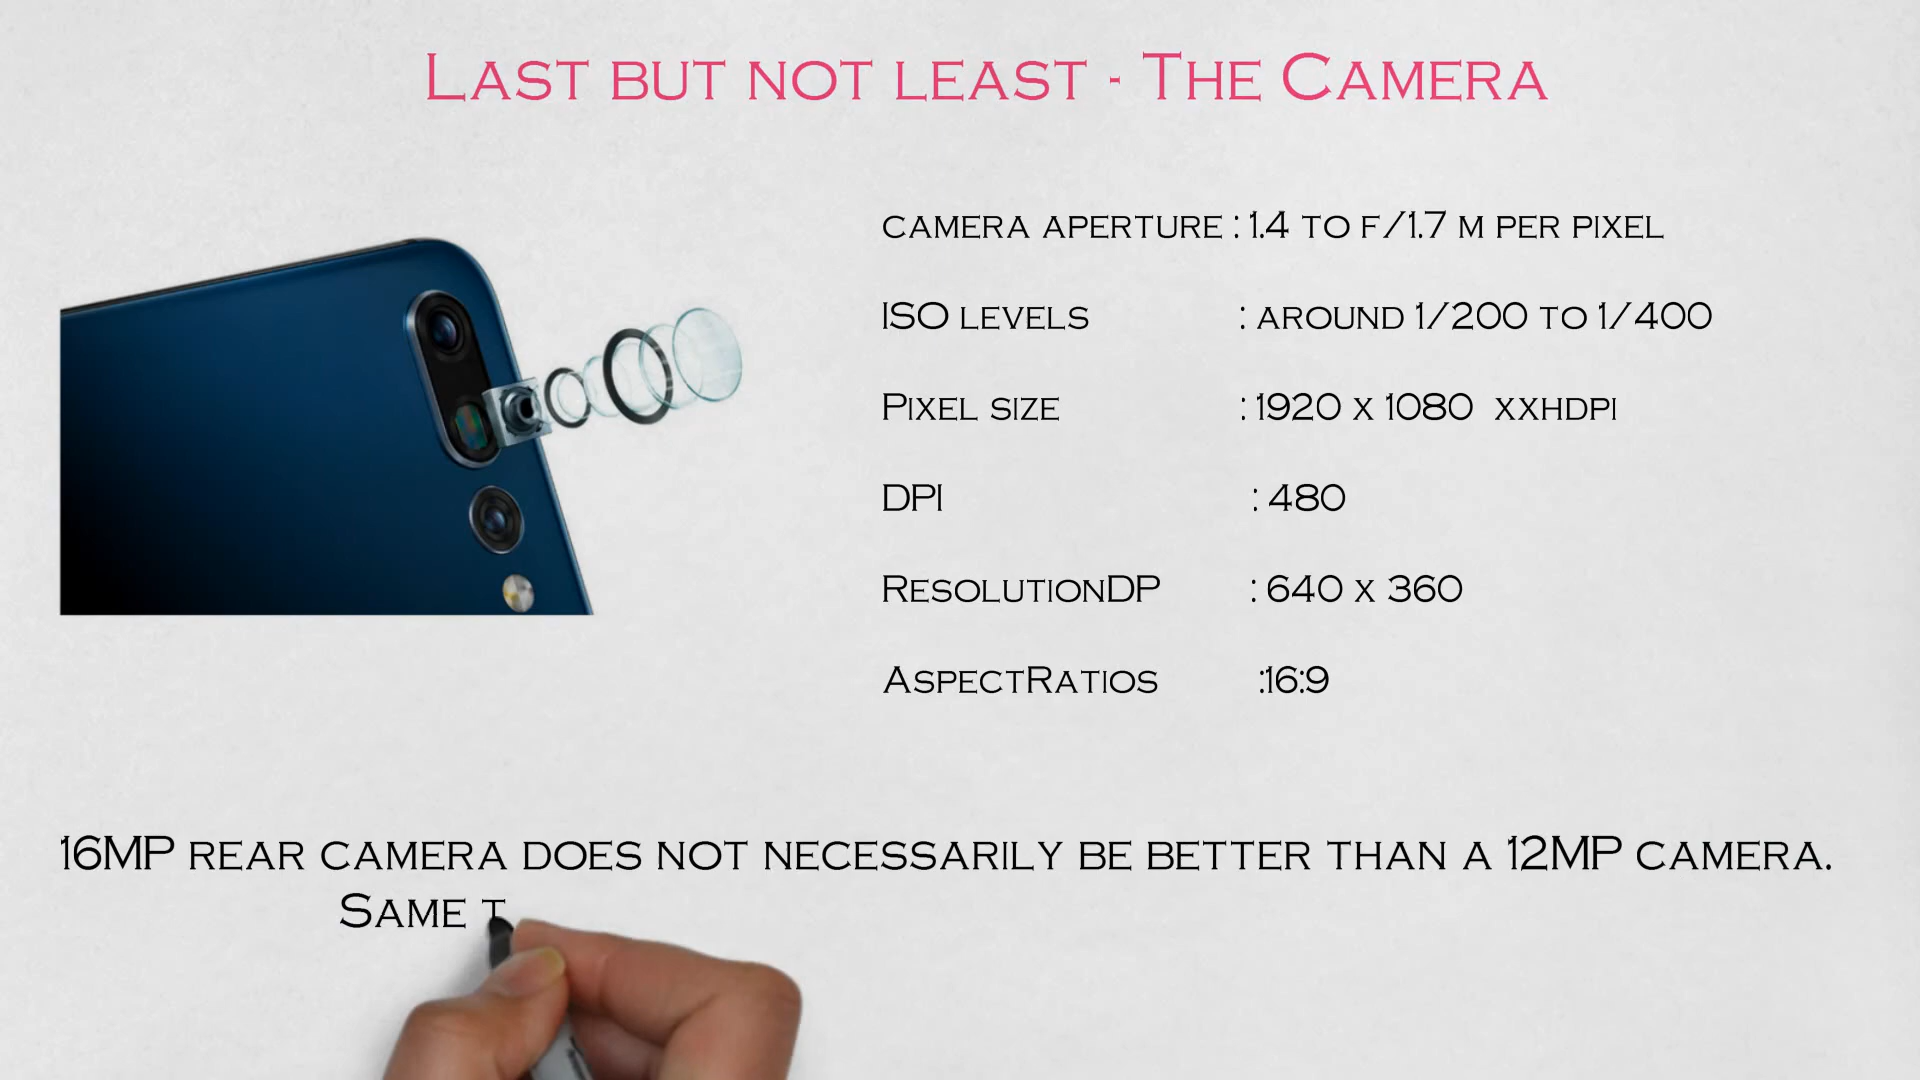 Last but not least - The Camera
camera aperture : 1.4 to f/1.7 m per pixel
ISO levels : around 1/200 to 1/400
Pixel size : 1920 x 1080 xxhdpi
DPI : 480
ResolutionDP : 640 x 360
AspectRatios :16:9
16MP rear camera does not necessarily be better than a 12MP camera.
Same t